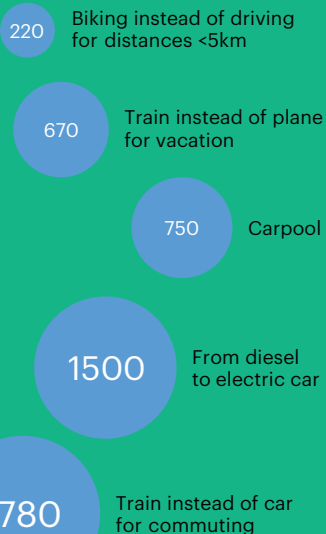 220
Biking instead of driving
for distances <5km
670
Train instead of plane
for vacation
750
Carpool
1500
From diesel
to electric car
780
Train instead of car
for commuting